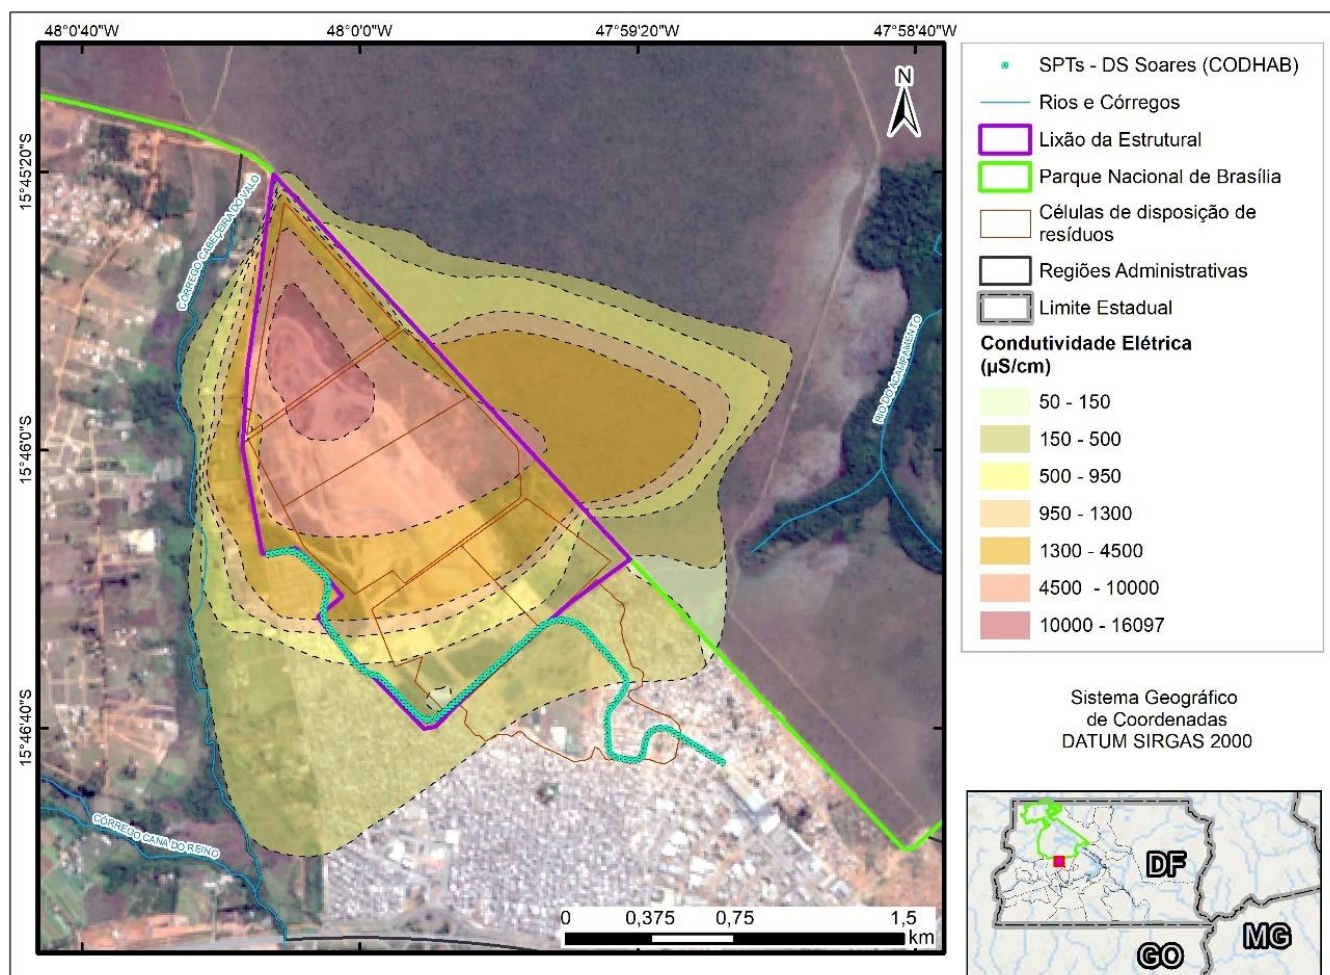 48°0'40"W
48°0'0"W
47°59'20"W
47°58'40"W
15°45'20"S
15°46'0"S
15°46'40"S
N
CÓRREGO CABECEIRA DO VALO
RIO DO ACAMPAMENTO
CÓRREGO CANA DO REINO
0
0,375
0,75
1,5
km
SPTs - DS Soares (CODHAB)
Rios e Córregos
Lixão da Estrutural
Parque Nacional de Brasília
Células de disposição de
resíduos
Regiões Administrativas
Limite Estadual
Condutividade Elétrica
(µS/cm)
50 - 150
150 - 500
500 - 950
950 - 1300
1300 - 4500
4500 - 10000
10000 - 16097
Sistema Geográfico
de Coordenadas
DATUM SIRGAS 2000
DF
GO
MG